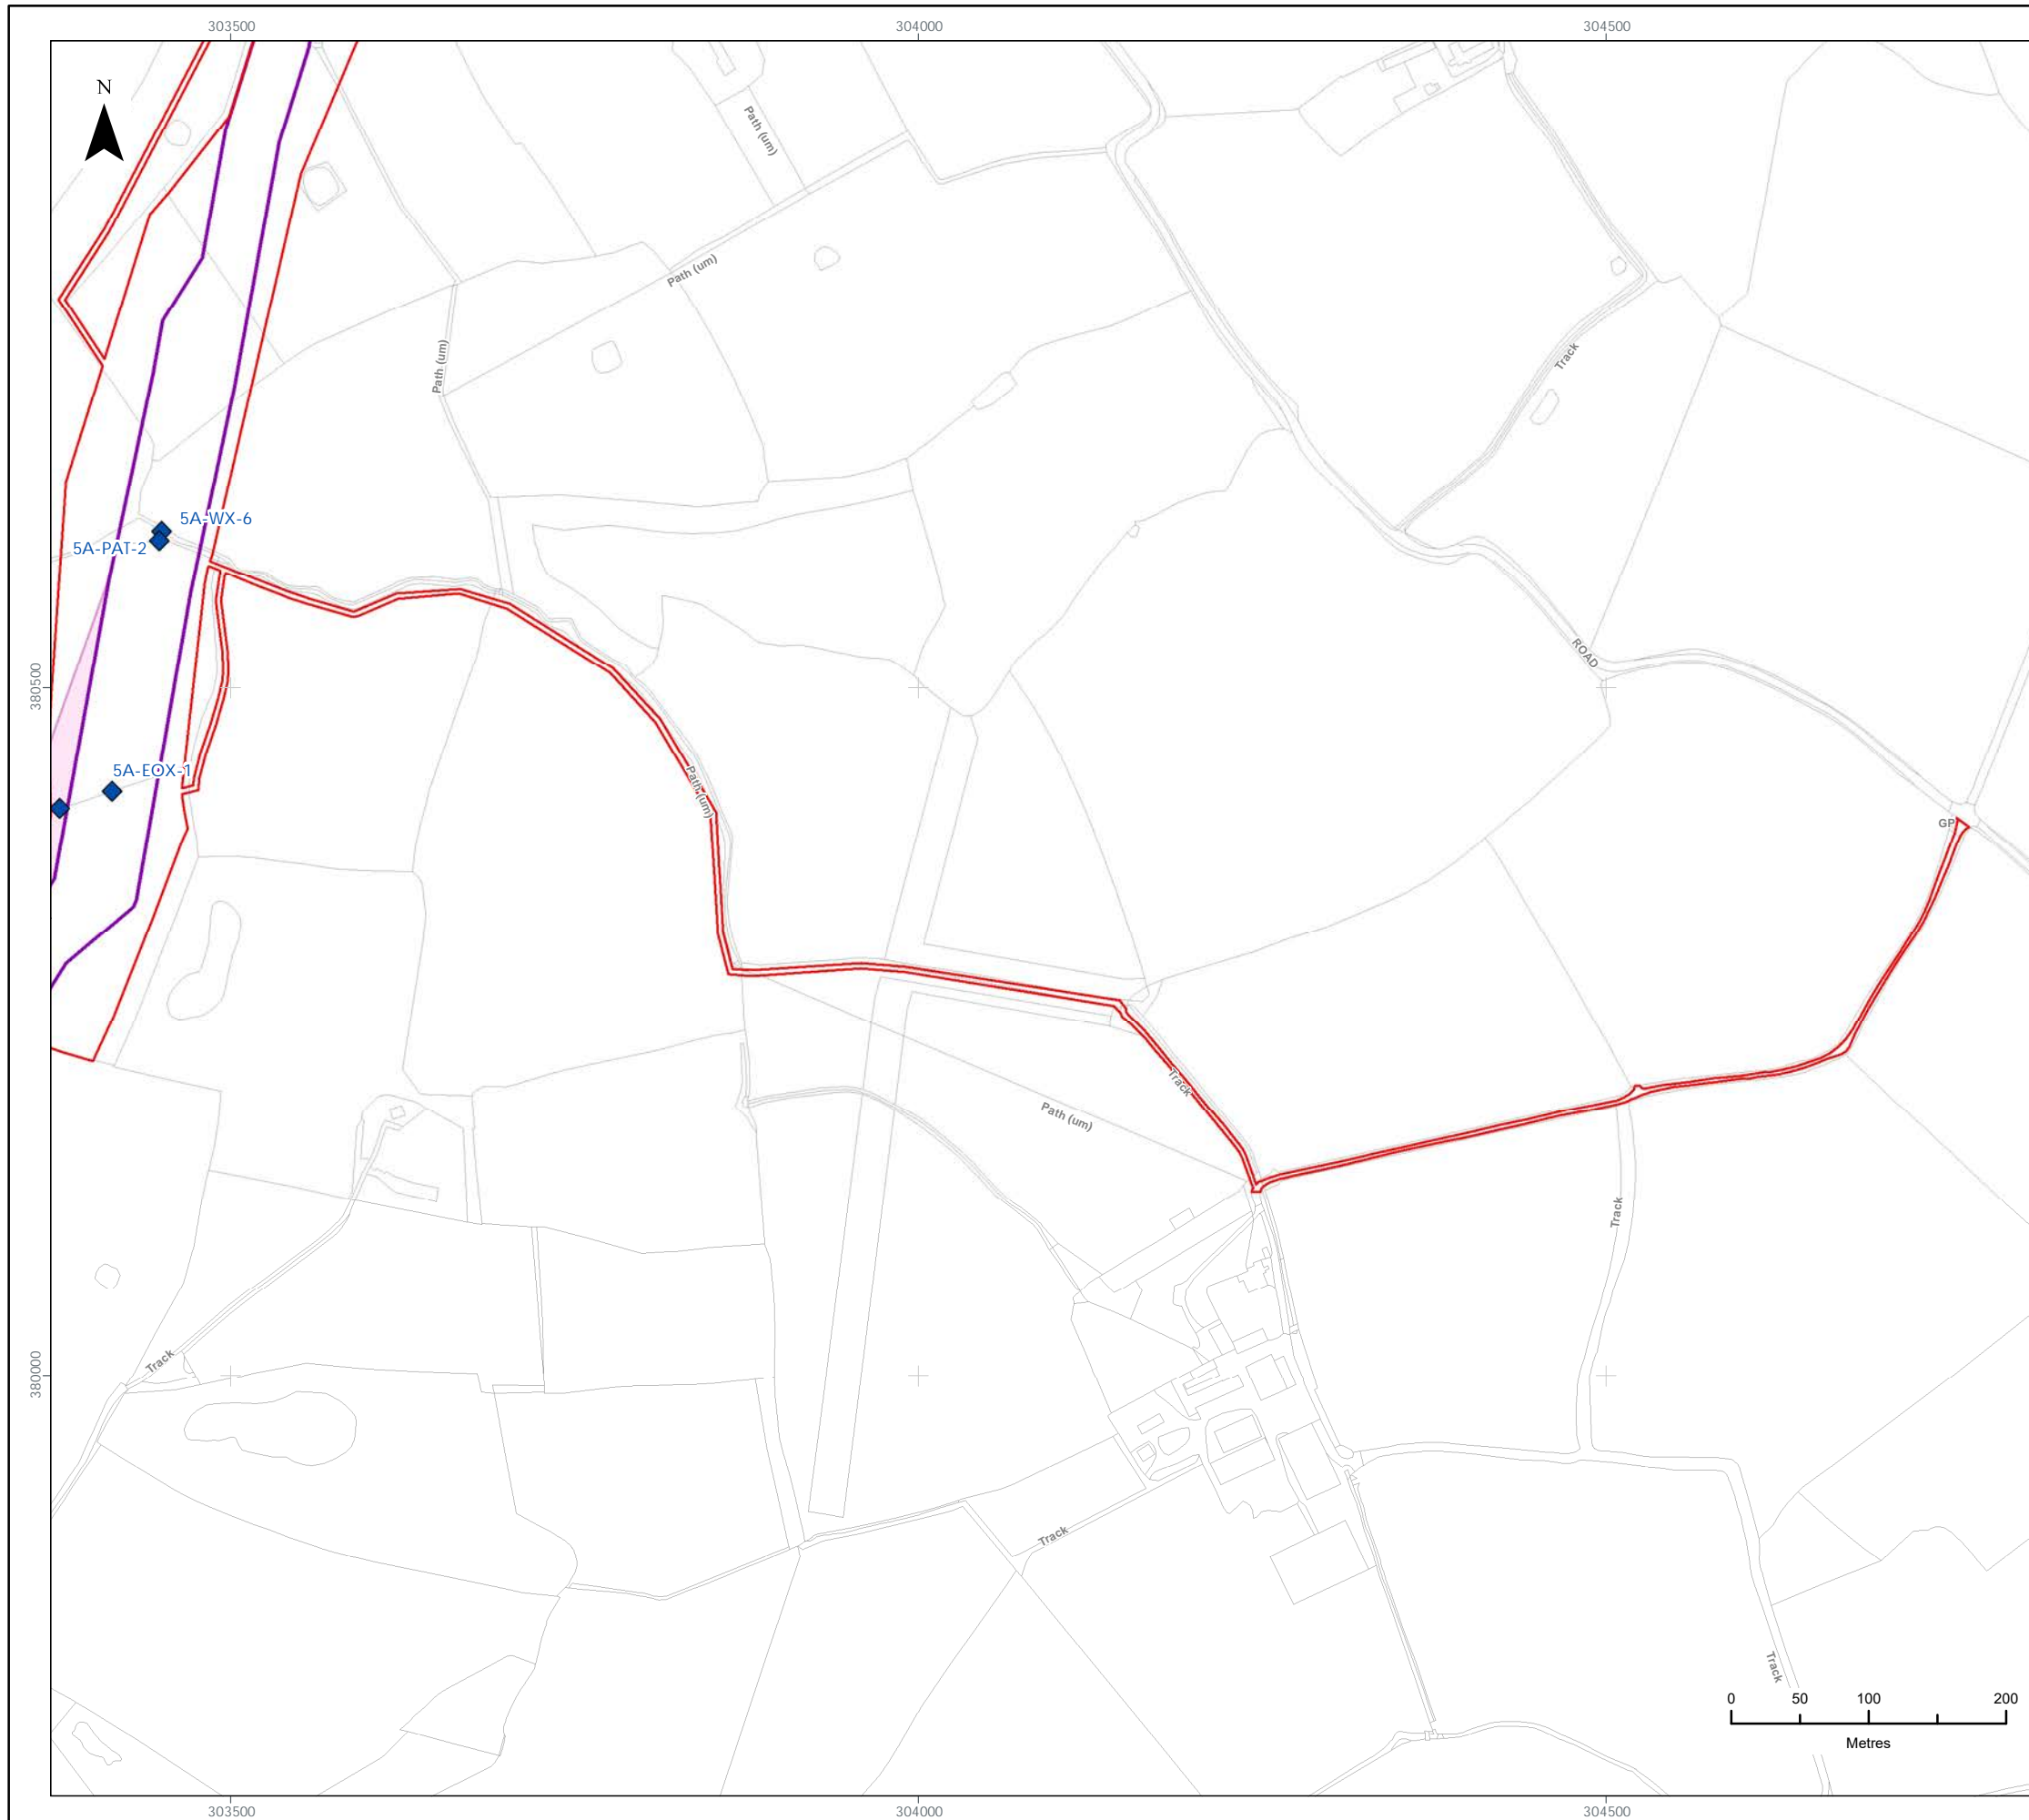 303500
304000
304500
N
Path (um)
Path (um)
Path (um)
Track
5A-WX-6
5A-PAT-2
ROAD
380500
5A-EOX-1
Path (um)
GP
Track
Path (um)
Track
Track
380000
Track
Track
0 50 100 200
Metres
303500
304000
304500